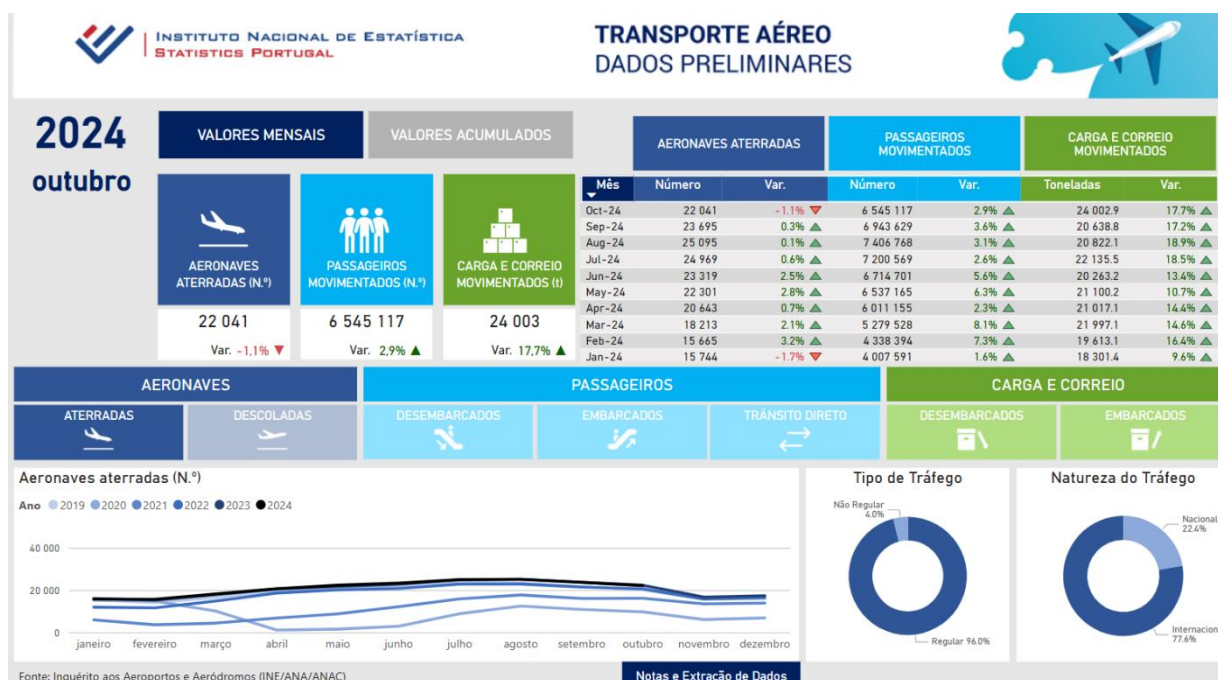 INSTITUTO NACIONAL DE ESTATÍSTICA
STATISTICS PORTUGAL
TRANSPORTE AÉREO
DADOS PRELIMINARES
2024
outubro
VALORES MENSAIS
VALORES ACUMULADOS
AERONAVES ATERRADAS (N.º)
22 041
Var. -1,1% ▼
PASSAGEIROS MOVIMENTADOS (N.º)
6 545 117
Var. 2,9% ▲
CARGA E CORREIO MOVIMENTADOS (t)
24 003
Var. 17,7% ▲
AERONAVES ATERRADAS PASSAGEIROS MOVIMENTADOS CARGA E CORREIO MOVIMENTADOS
Mês Número Var. Número Var. Toneladas Var.
Oct-24 22 041 -1.1% 6 545 117 2.9% 24 002.9 17.7%
Sep-24 23 695 0.3% 6 943 629 3.6% 20 638.8 17.2%
Aug-24 25 095 0.1% 7 406 768 3.1% 20 822.1 18.9%
Jul-24 24 969 0.6% 7 200 569 2.6% 22 135.5 18.5%
Jun-24 23 319 2.5% 6 714 701 5.6% 20 263.2 13.4%
May-24 22 301 2.8% 6 537 165 6.3% 21 100.2 10.7%
Apr-24 20 643 0.7% 6 011 155 2.3% 21 017.1 14.4%
Mar-24 18 213 2.1% 5 279 528 8.1% 21 997.1 14.6%
Feb-24 15 665 3.2% 4 338 394 7.3% 19 613.1 16.4%
Jan-24 15 744 -1.7% 4 007 591 1.6% 18 301.4 9.6%
AERONAVES
ATERRADAS DESCOLADAS
PASSAGEIROS
DESEMBARCADOS EMBARCADOS TRÂNSITO DIRETO
CARGA E CORREIO
DESEMBARCADOS EMBARCADOS
Aeronaves aterradas (N.º)
Ano 2019 2020 2021 2022 2023 2024
40 000
20 000
0
janeiro fevereiro março abril maio junho julho agosto setembro outubro novembro dezembro
Tipo de Tráfego
Não Regular
4.0%
Regular 96.0%
Natureza do Tráfego
Nacional
22.4%
Internacion
77.6%
Fonte: Inquérito aos Aeroportos e Aeródromos (INE/ANA/ANAC)
Notas e Extração de Dados